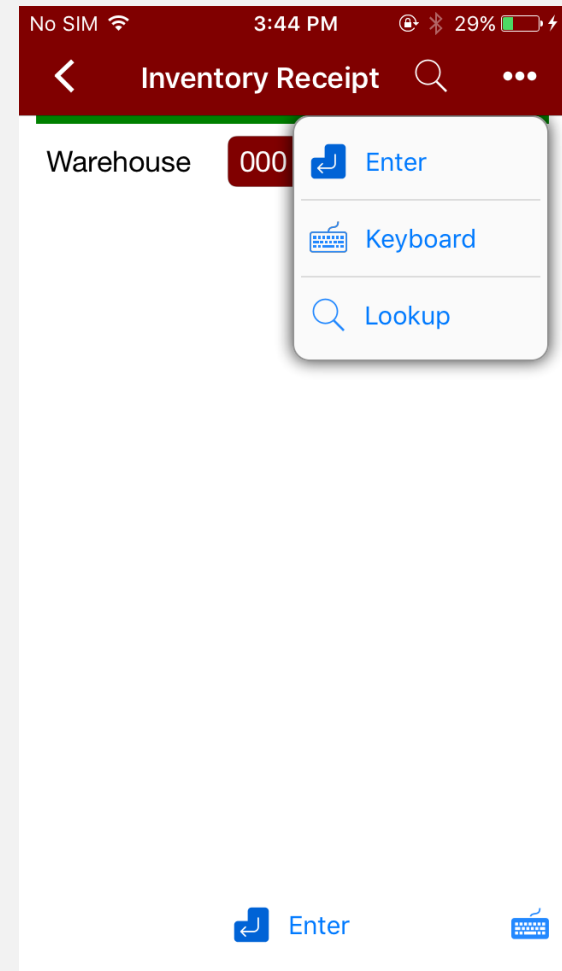 No SIM 3:44 PM 29%
Inventory Receipt
Warehouse 000 Enter
Keyboard
Lookup
Enter